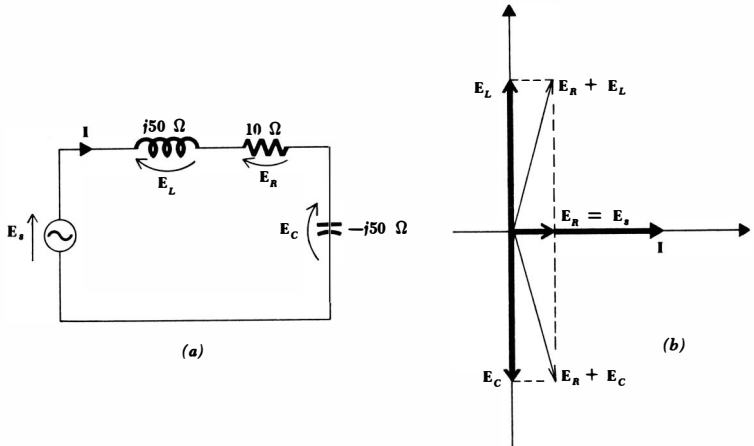 I
j50 Ω
10 Ω
E_L
E_R
E_s
E_C
−j50 Ω
(a)
E_L
E_R + E_L
E_R = E_s
I
E_C
E_R + E_C
(b)